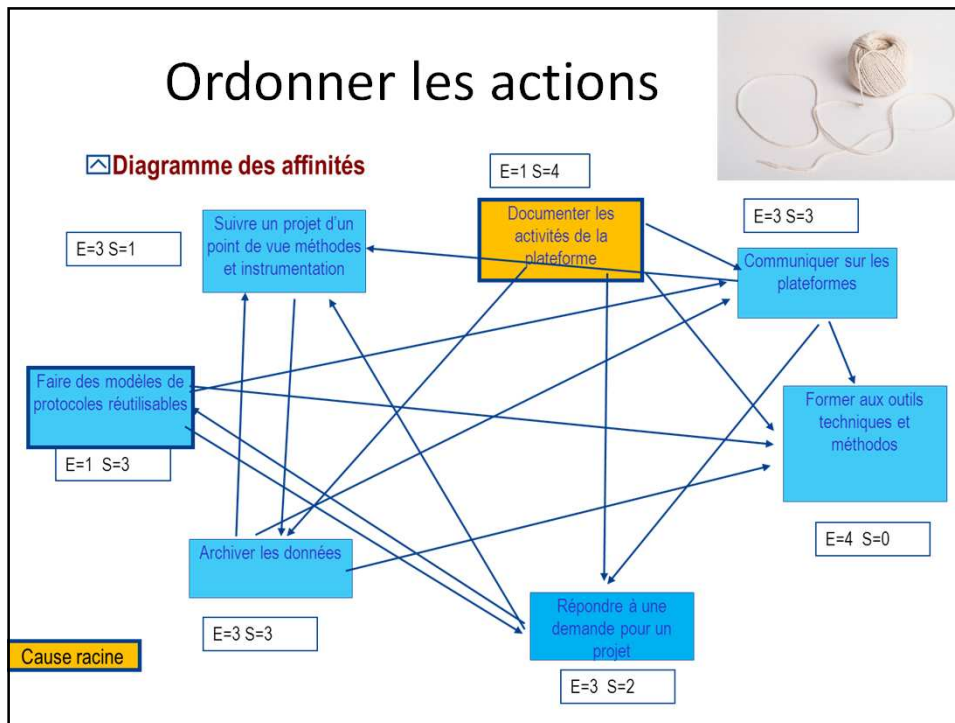 Ordonner les actions
Diagramme des affinités
E=1 S=4
E=3 S=3
E=3 S=1
Suivre un projet d'un
point de vue méthodes
et instrumentation
Documenter les
activités de la
plateforme
Communiquer sur les
plateformes
Faire des modèles de
protocoles réutilisables
E=1 S=3
Former aux outils
techniques et
méthodos
E=4 S=0
Archiver les données
E=3 S=3
Répondre à une
demande pour un
projet
E=3 S=2
Cause racine